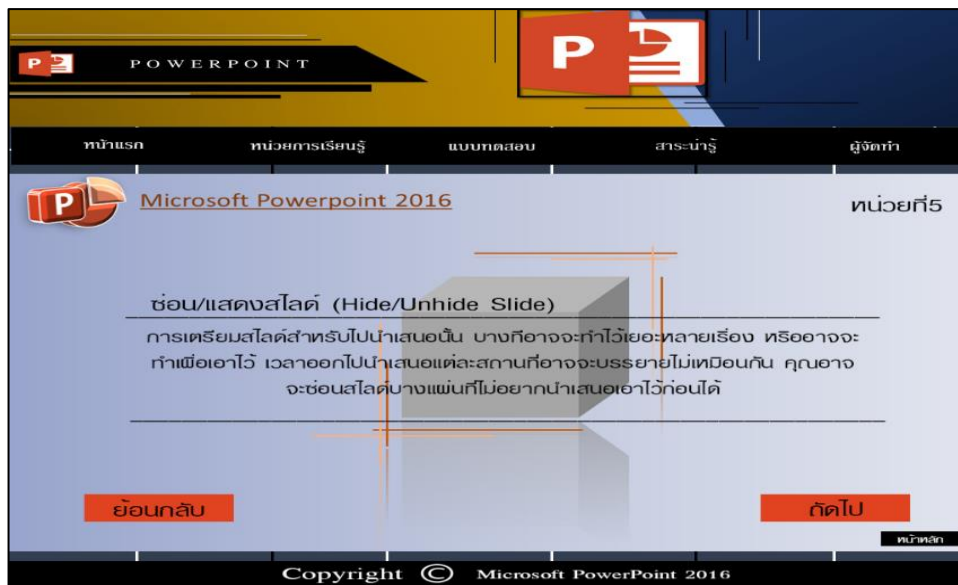 POWERPOINT
หน้าแรก หน่วยการเรียนรู้ แบบทดสอบ สาระน่ารู้ ผู้จัดทำ
Microsoft Powerpoint 2016
หน่วยที่5
ซ่อน/แสดงสไลด์ (Hide/Unhide Slide)
การเตรียมสไลด์สำหรับไปนำเสนอนั้น บางทีอาจจะทำไว้เยอะหลายเรื่อง หรืออาจจะ
ทำเผื่อเอาไว้ เวลาออกไปนำเสนอแต่ละสถานที่อาจจะบรรยายไม่เหมือนกัน คุณอาจ
จะซ่อนสไลด์บางแผ่นที่ไม่อยากนำเสนอเอาไว้ก่อนได้
ย้อนกลับ ถัดไป
หน้าหลัก
Copyright © Microsoft PowerPoint 2016